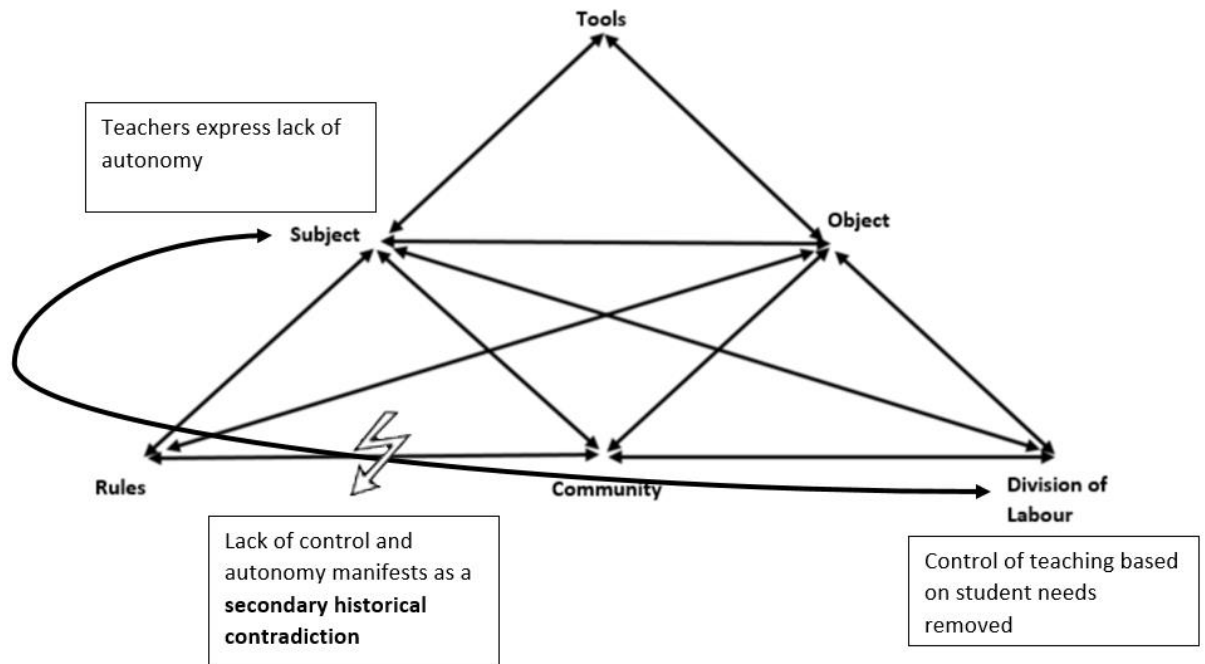 Tools
Teachers express lack of
autonomy
Object
Subject
Rules
Community
Division of
Labour
Lack of control and
autonomy manifests as a
secondary historical
contradiction
Control of teaching based
on student needs
removed